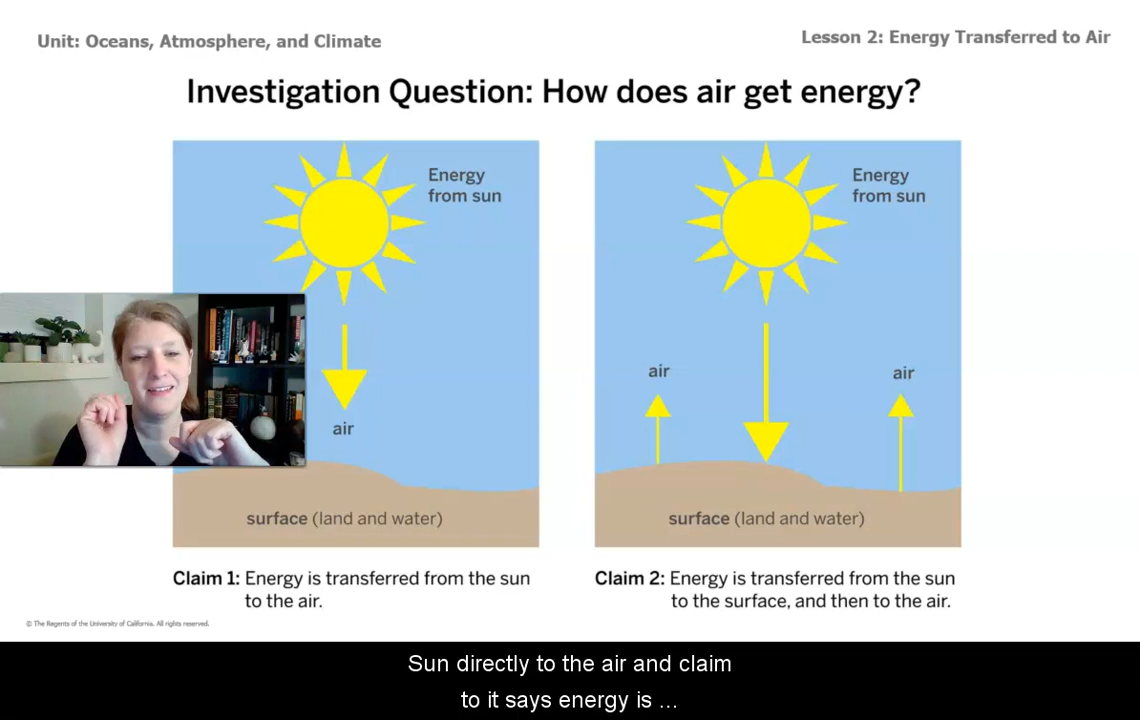 Unit: Oceans, Atmosphere, and Climate
Lesson 2: Energy Transferred to Air
Investigation Question: How does air get energy?
Energy
from sun
air
surface (land and water)
Claim 1: Energy is transferred from the sun
to the air.
Energy
from sun
air
air
surface (land and water)
Claim 2: Energy is transferred from the sun
to the surface, and then to the air.
© The Regents of the University of California. All rights reserved.
Sun directly to the air and claim
to it says energy is ...